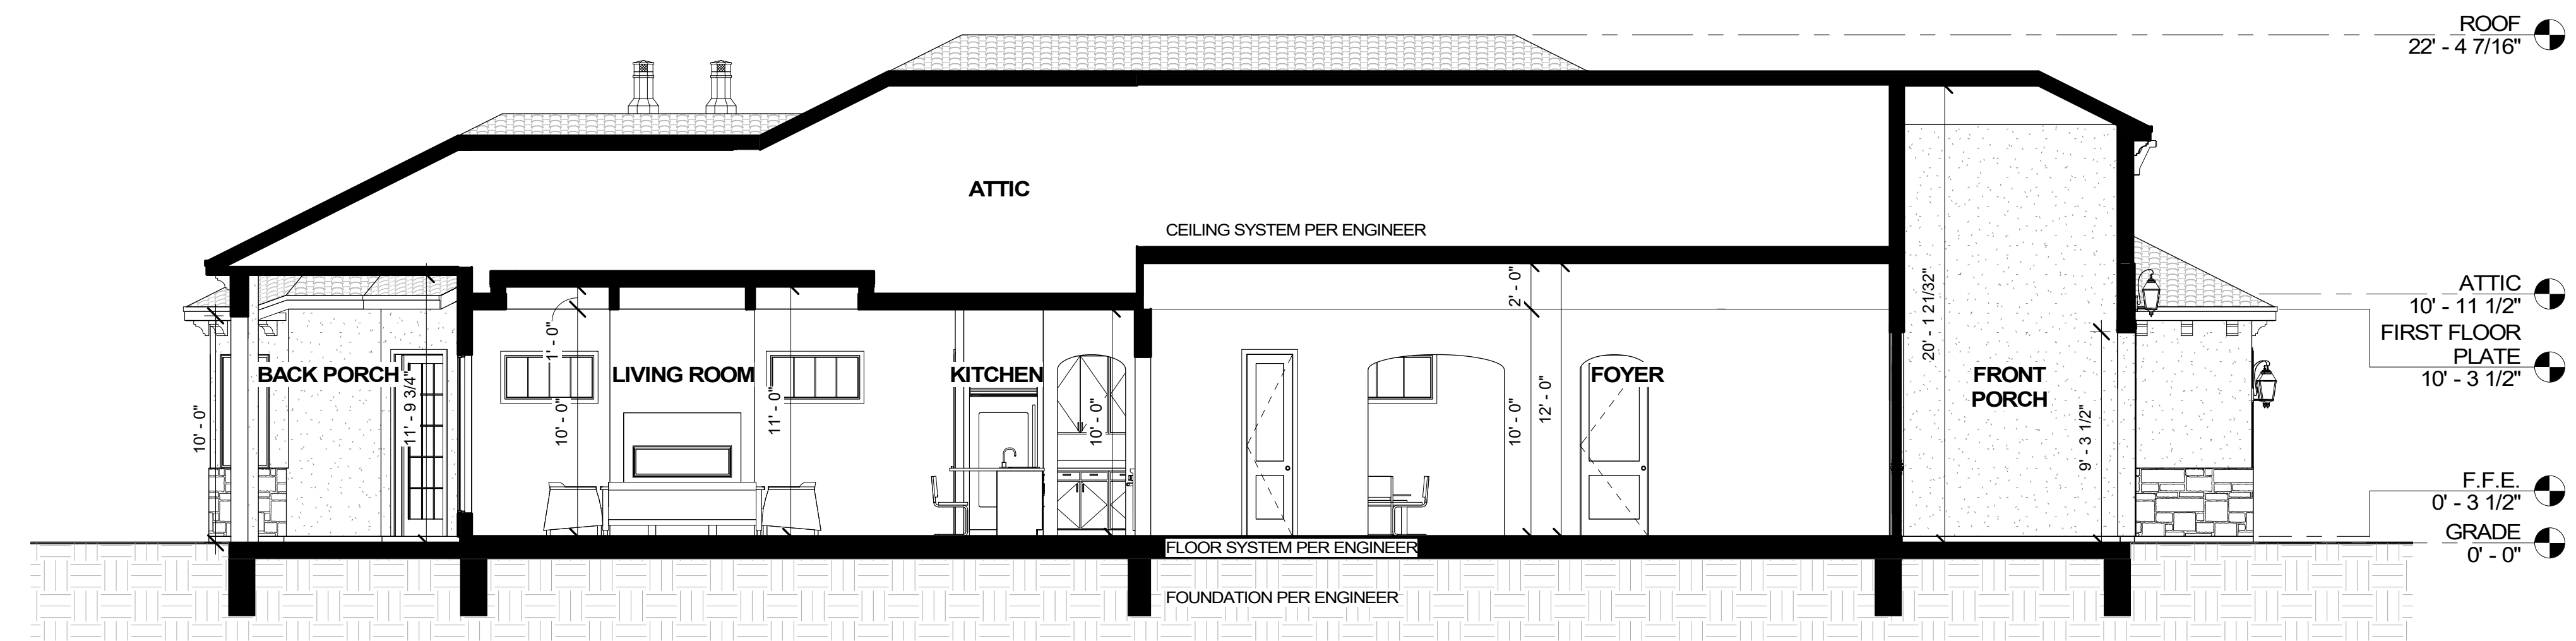 ROOF
22' - 4 7/16"
ATTIC
CEILING SYSTEM PER ENGINEER
ATTIC
10' - 11 1/2"
FIRST FLOOR
PLATE
10' - 3 1/2"
BACK PORCH
LIVING ROOM
KITCHEN
FOYER
FRONT
PORCH
10' - 0"
11' - 9 3/4"
1' - 0"
10' - 0"
11' - 0"
10' - 0"
2' - 0"
10' - 0"
12' - 0"
20' - 1 21/32"
9' - 3 1/2"
F.F.E.
0' - 3 1/2"
GRADE
0' - 0"
FLOOR SYSTEM PER ENGINEER
FOUNDATION PER ENGINEER